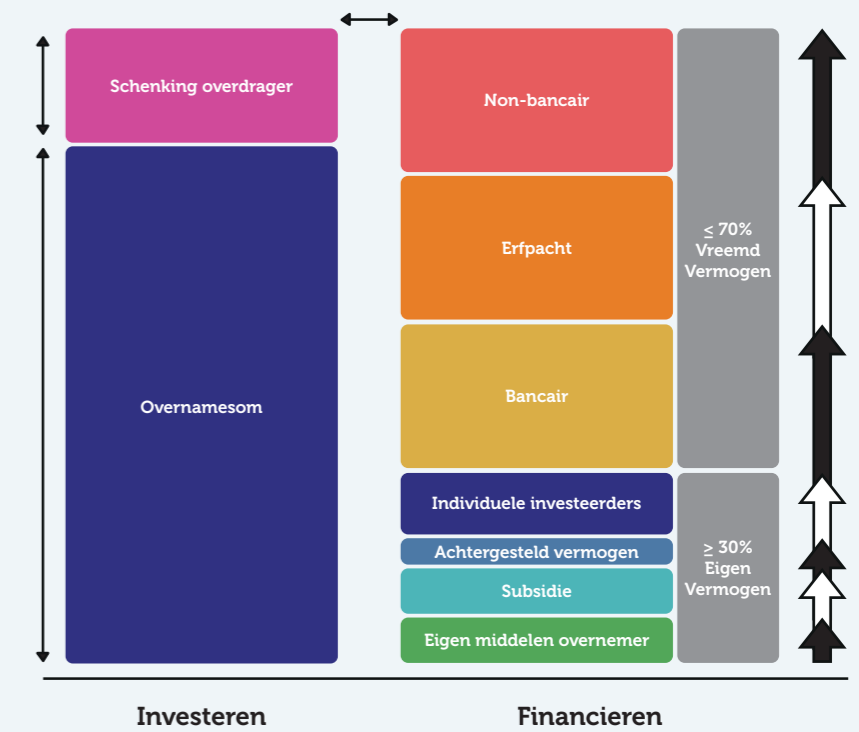 Schenking overdrager
Overnamesom
Non-bancair
Erfpacht
Bancair
Individuele investeerders
Achtergesteld vermogen
Subsidie
Eigen middelen overnemer
≤ 70%
Vreemd
Vermogen
≥ 30%
Eigen
Vermogen
Investeren
Financieren